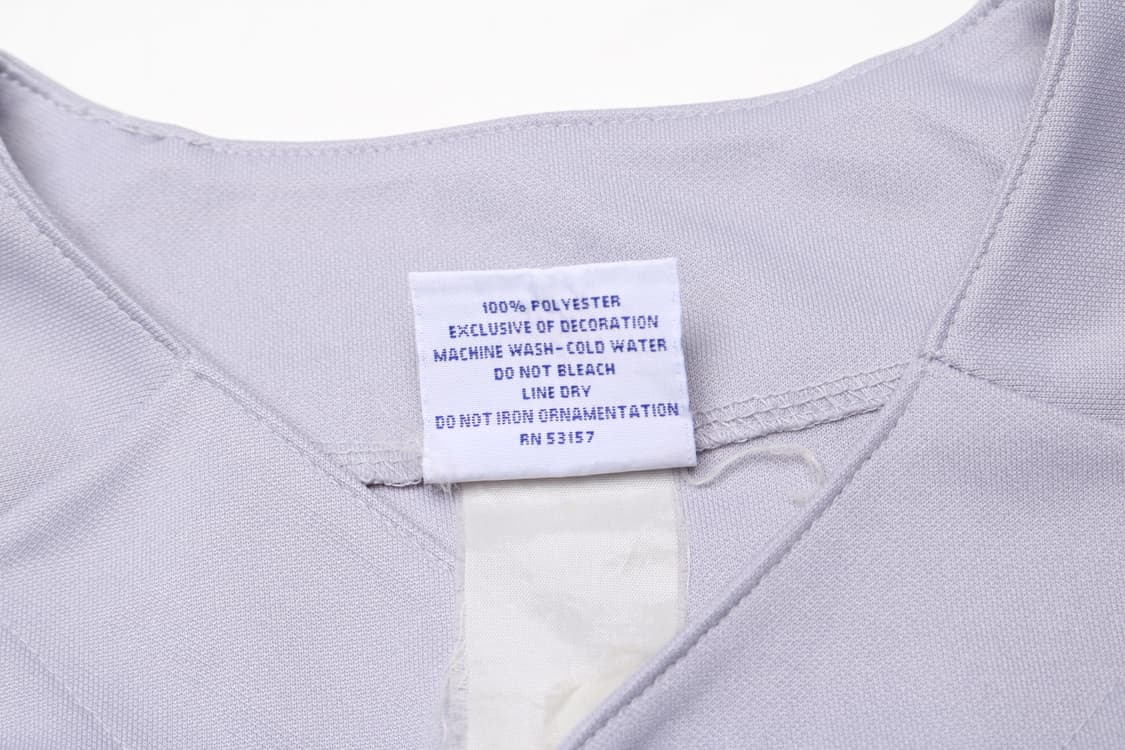 100% POLYESTER
EXCLUSIVE OF DECORATION
MACHINE WASH-COLD WATER
DO NOT BLEACH
LINE DRY
DO NOT IRON ORNAMENTATION
RN 53157